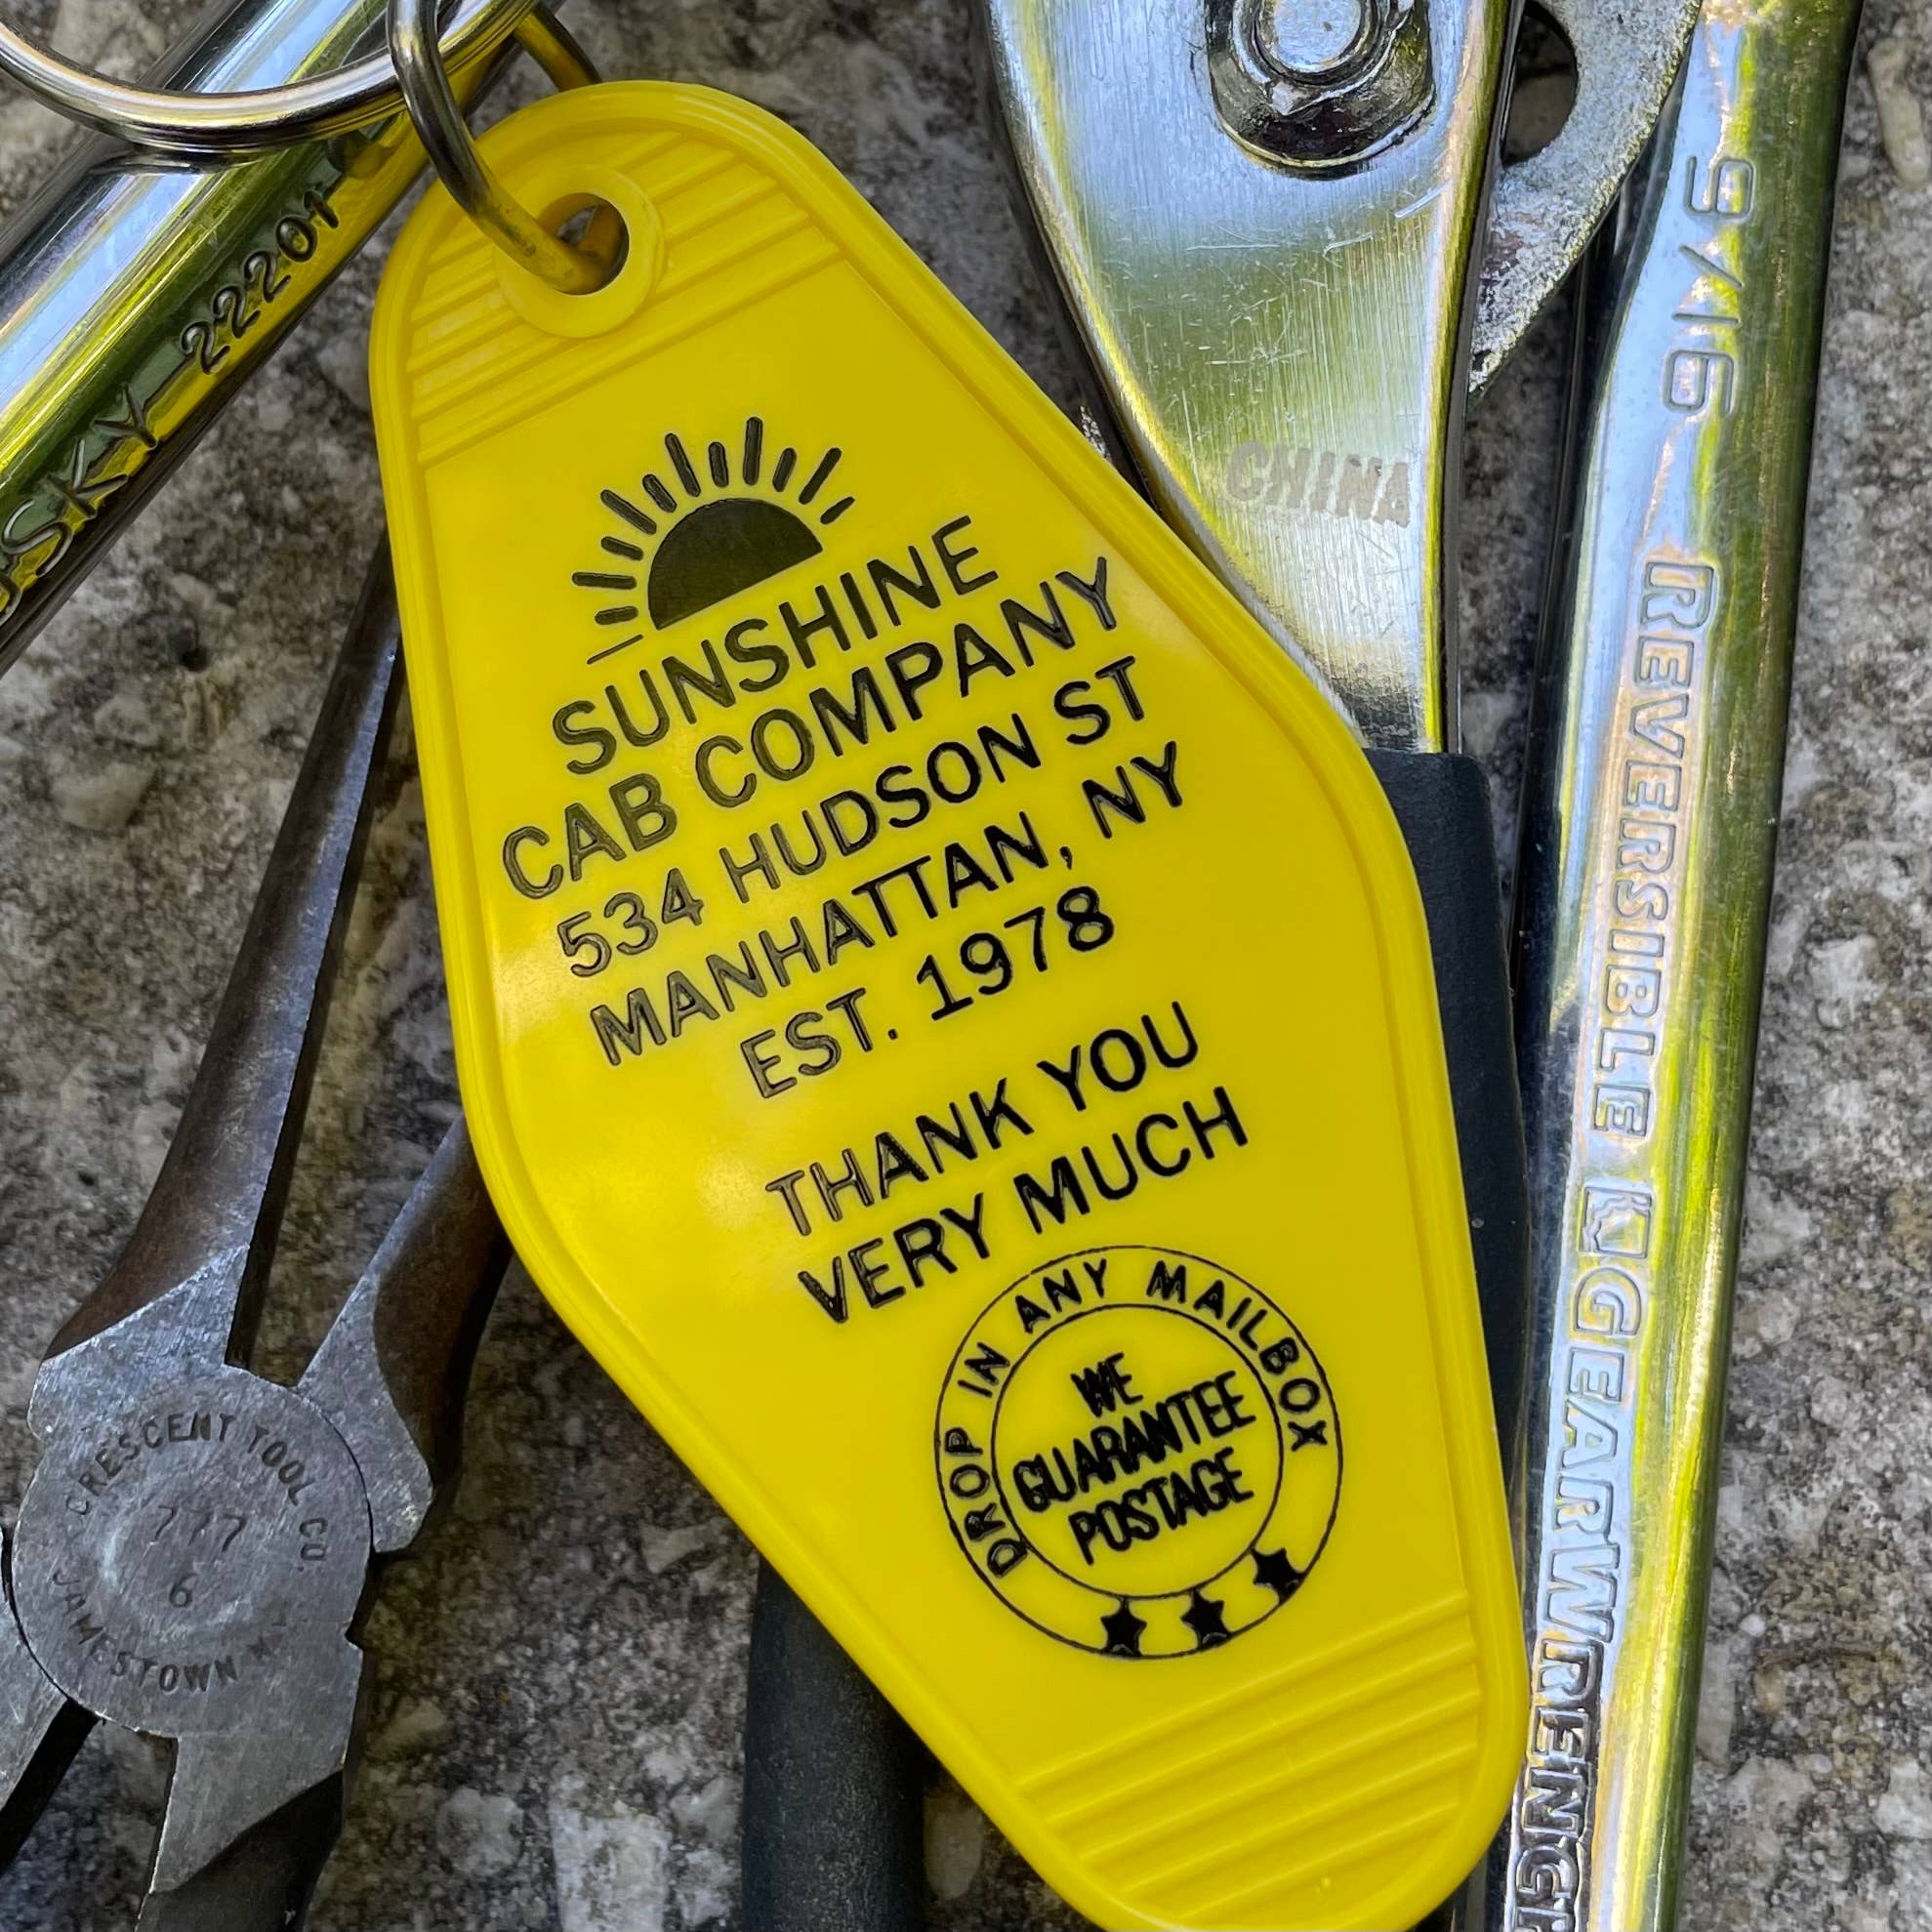 SUNSHINE
CAB COMPANY
534 HUDSON ST
MANHATTAN, NY
EST. 1978
THANK YOU
VERY MUCH
DROP IN ANY MAILBOX
WE
GUARANTEE
POSTAGE
SKY 22201
CHINA
9/16 REVERSIBLE GEARWRENCH
CRESCENT TOOL CO.
777
6
JAMESTOWN N.Y.